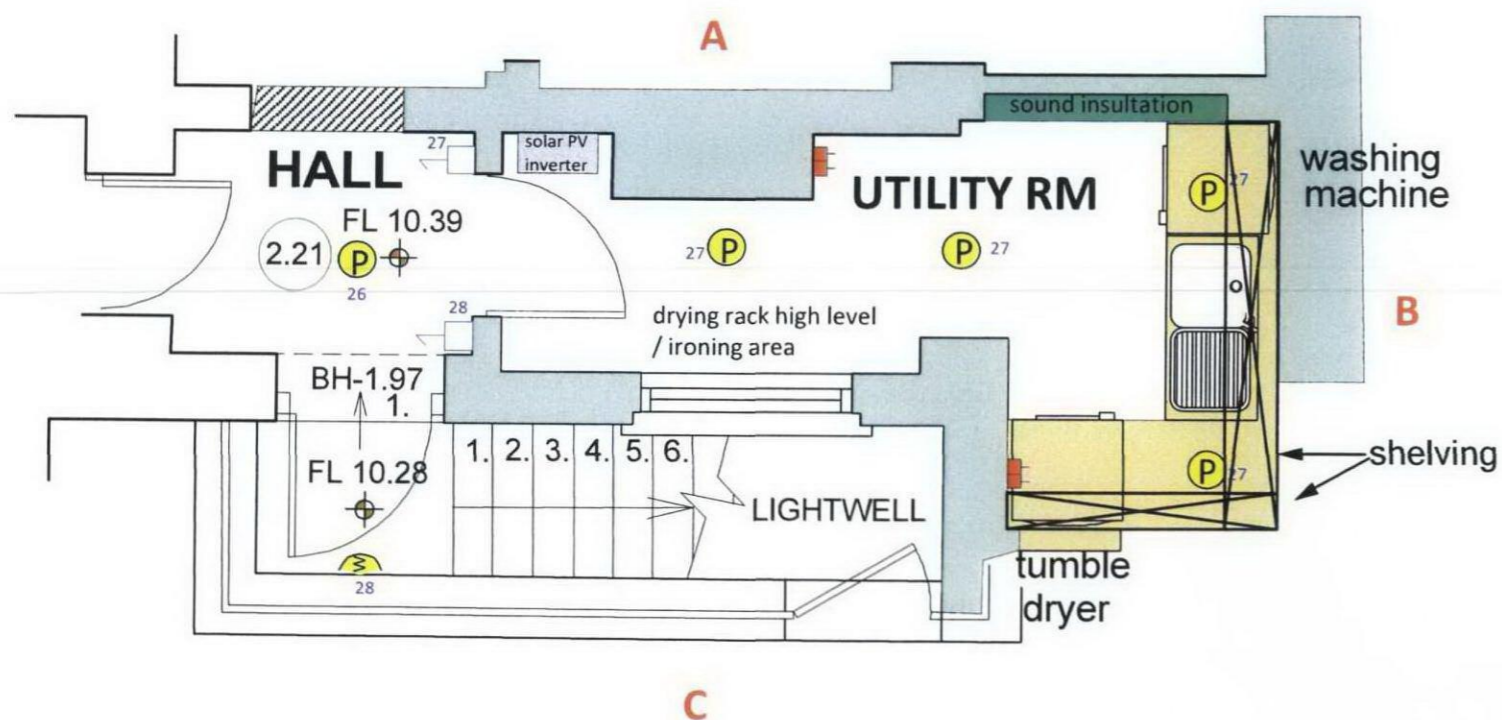 A
sound insultation
27
solar PV
inverter
HALL
UTILITY RM
washing
machine
P
27
FL 10.39
2.21
P
26
27
P
P
27
28
drying rack high level
/ ironing area
B
BH-1.97
1.
1.
2.
3.
4.
5.
6.
shelving
FL 10.28
P
27
LIGHTWELL
28
tumble
dryer
C